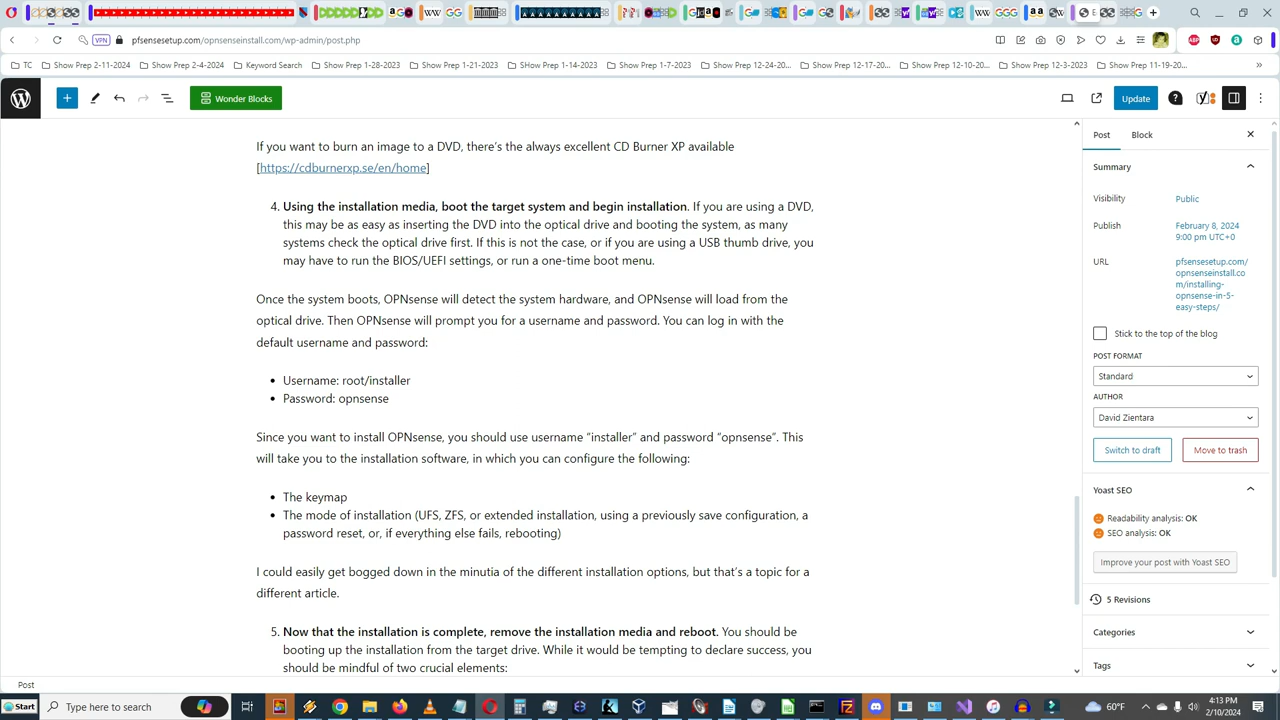 pfsensesetup.com/opnsenseinstall.com/wp-admin/post.php
VPN
TC
Show Prep 2-11-2024
Show Prep 2-4-2024
Keyword Search
Show Prep 1-28-2023
Show Prep 1-21-2023
SHow Prep 1-14-2023
Show Prep 1-7-2023
Show Prep 12-24-20...
Show Prep 12-17-20...
Show Prep 12-10-20...
Show Prep 12-3-2023
Show Prep 11-19-20...
Wonder Blocks
Update
If you want to burn an image to a DVD, there's the always excellent CD Burner XP available
[https://cdburnerxp.se/en/home]
4. Using the installation media, boot the target system and begin installation. If you are using a DVD,
this may be as easy as inserting the DVD into the optical drive and booting the system, as many
systems check the optical drive first. If this is not the case, or if you are using a USB thumb drive, you
may have to run the BIOS/UEFI settings, or run a one-time boot menu.
Once the system boots, OPNsense will detect the system hardware, and OPNsense will load from the
optical drive. Then OPNsense will prompt you for a username and password. You can log in with the
default username and password:
• Username: root/installer
• Password: opnsense
Since you want to install OPNsense, you should use username "installer" and password "opnsense". This
will take you to the installation software, in which you can configure the following:
• The keymap
• The mode of installation (UFS, ZFS, or extended installation, using a previously save configuration, a
password reset, or, if everything else fails, rebooting)
I could easily get bogged down in the minutia of the different installation options, but that's a topic for a
different article.
5. Now that the installation is complete, remove the installation media and reboot. You should be
booting up the installation from the target drive. While it would be tempting to declare success, you
should be mindful of two crucial elements:
Post
Block
Summary
Visibility
Public
Publish
February 8, 2024
9:00 pm UTC+0
URL
pfsensesetup.com/
opnsenseinstall.co
m/installing-
opnsense-in-5-
easy-steps/
Stick to the top of the blog
POST FORMAT
Standard
AUTHOR
David Zientara
Switch to draft
Move to trash
Yoast SEO
Readability analysis: OK
SEO analysis: OK
Improve your post with Yoast SEO
5 Revisions
Categories
Tags
Post
Start
Type here to search
60°F
4:13 PM
2/10/2024